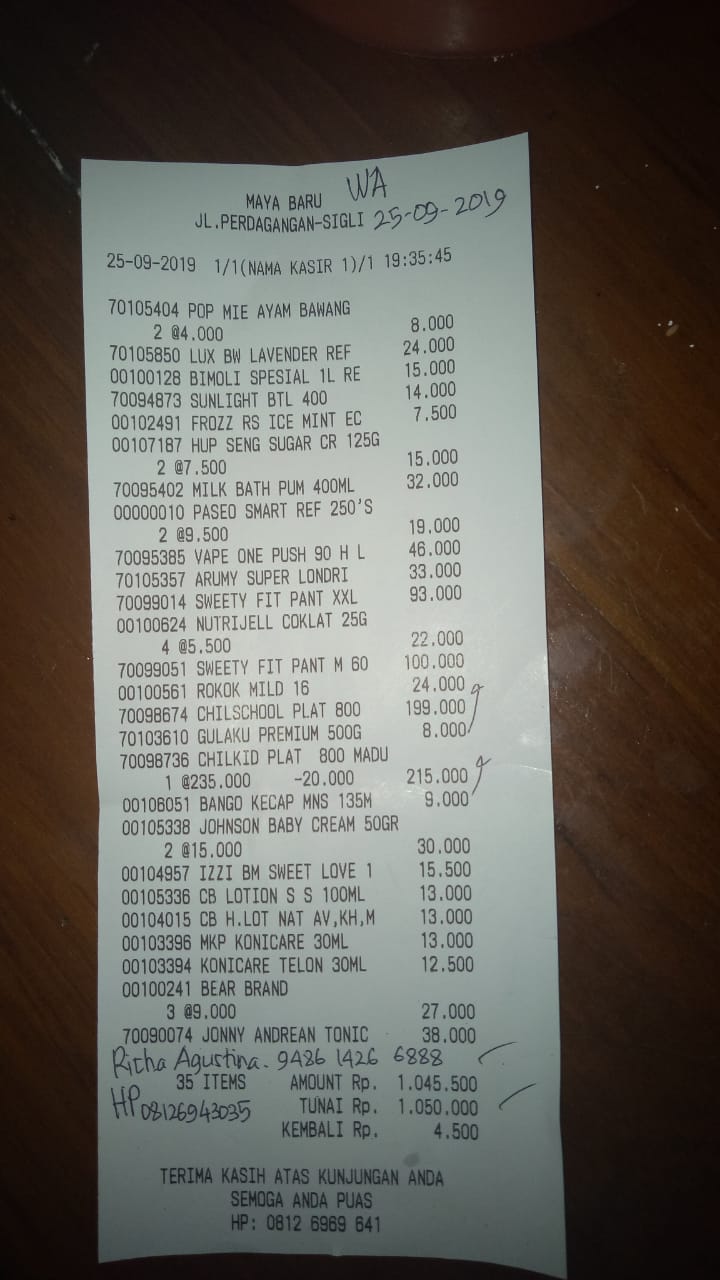 WA
MAYA BARU
JL.PERDAGANGAN-SIGLI 25-09-2019
25-09-2019 1/1(NAMA KASIR 1)/1 19:35:45
70105404 POP MIE AYAM BAWANG
2 @4.000 8.000
70105850 LUX BW LAVENDER REF 24.000
00100128 BIMOLI SPESIAL 1L RE 15.000
70094873 SUNLIGHT BTL 400 14.000
00102491 FROZZ RS ICE MINT EC 7.500
00107187 HUP SENG SUGAR CR 125G
2 @7.500 15.000
70095402 MILK BATH PUM 400ML 32.000
00000010 PASEO SMART REF 250'S
2 @9.500 19.000
70095385 VAPE ONE PUSH 90 H L 46.000
70105357 ARUMY SUPER LONDRI 33.000
70099014 SWEETY FIT PANT XXL 93.000
00100624 NUTRIJELL COKLAT 25G
4 @5.500 22.000
70099051 SWEETY FIT PANT M 60 100.000
00100561 ROKOK MILD 16 24.000
70098674 CHILSCHOOL PLAT 800 199.000
70103610 GULAKU PREMIUM 500G 8.000
70098736 CHILKID PLAT 800 MADU
1 @235.000 -20.000 215.000
00106051 BANGO KECAP MNS 135M 9.000
00105338 JOHNSON BABY CREAM 50GR
2 @15.000 30.000
00104957 IZZI BM SWEET LOVE 1 15.500
00105336 CB LOTION S S 100ML 13.000
00104015 CB H.LOT NAT AV,KH,M 13.000
00103396 MKP KONICARE 30ML 13.000
00103394 KONICARE TELON 30ML 12.500
00100241 BEAR BRAND
3 @9.000 27.000
70090074 JONNY ANDREAN TONIC 38.000
Richa Agustina. 9486 1426 6888
35 ITEMS AMOUNT Rp. 1.045.500
HP 08126943035 TUNAI Rp. 1.050.000
KEMBALI Rp. 4.500
TERIMA KASIH ATAS KUNJUNGAN ANDA
SEMOGA ANDA PUAS
HP: 0812 6969 641